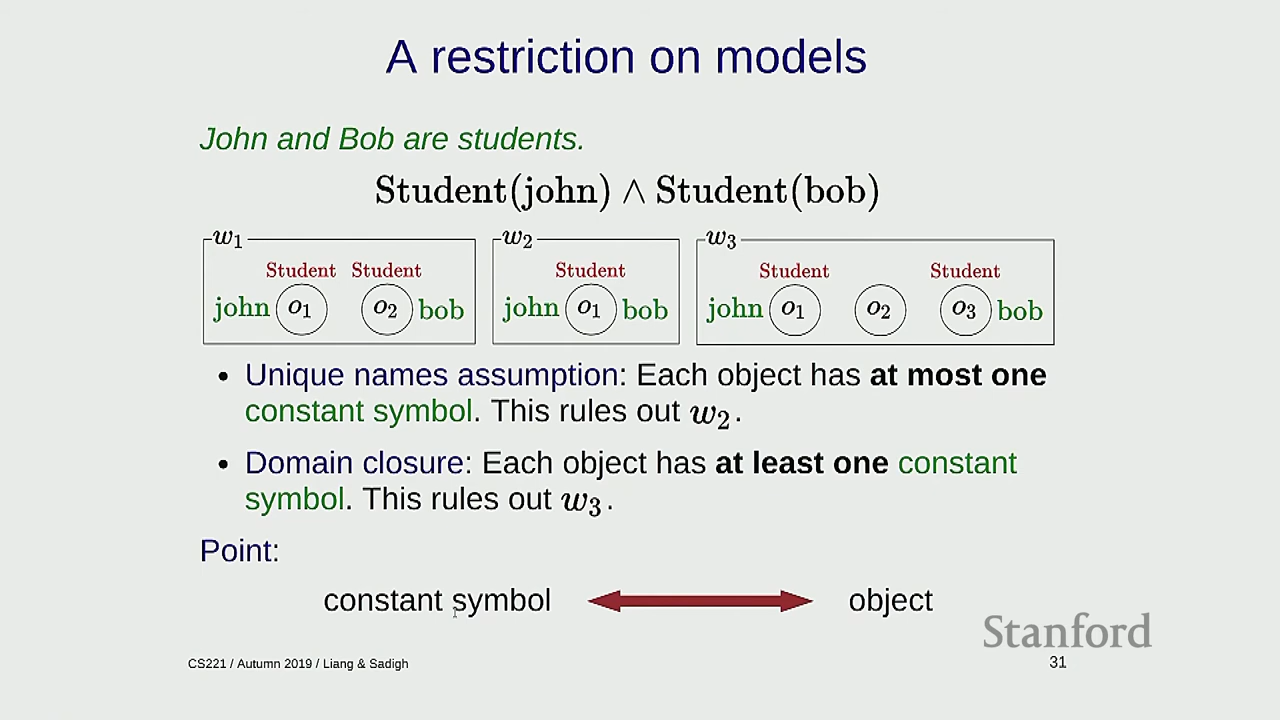 A restriction on models
John and Bob are students.
Student(john) ∧ Student(bob)
w₁ w₂ w₃
Student Student Student Student Student
john o₁ o₂ bob john o₁ bob john o₁ o₂ o₃ bob
• Unique names assumption: Each object has at most one
constant symbol. This rules out w₂.
• Domain closure: Each object has at least one constant
symbol. This rules out w₃.
Point:
constant symbol object
Stanford
CS221 / Autumn 2019 / Liang & Sadigh 31